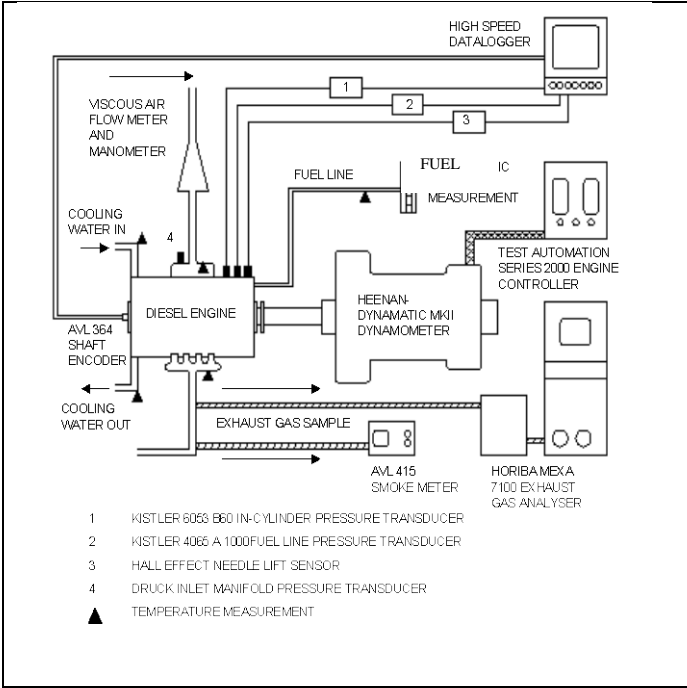 HIGH SPEED
DATALOGGER
1
2
3
VISCOUS AIR
FLOW METER
AND
MANOMETER
FUEL LINE
FUEL
IC
MEASUREMENT
COOLING
WATER IN
4
TEST AUTOMATION
SERIES 2000 ENGINE
CONTROLLER
DIESEL ENGINE
HEENAN-
DYNAMATIC MKII
DYNAMOMETER
AVL 364
SHAFT
ENCODER
COOLING
WATER OUT
EXHAUST GAS SAMPLE
AVL 415
SMOKE METER
HORIBA MEXA
7100 EXHAUST
GAS ANALYSER
1 KISTLER 6053 B60 IN-CYLINDER PRESSURE TRANSDUCER
2 KISTLER 4065 A 1000FUEL LINE PRESSURE TRANSDUCER
3 HALL EFFECT NEEDLE LIFT SENSOR
4 DRUCK INLET MANIFOLD PRESSURE TRANSDUCER
▲ TEMPERATURE MEASUREMENT